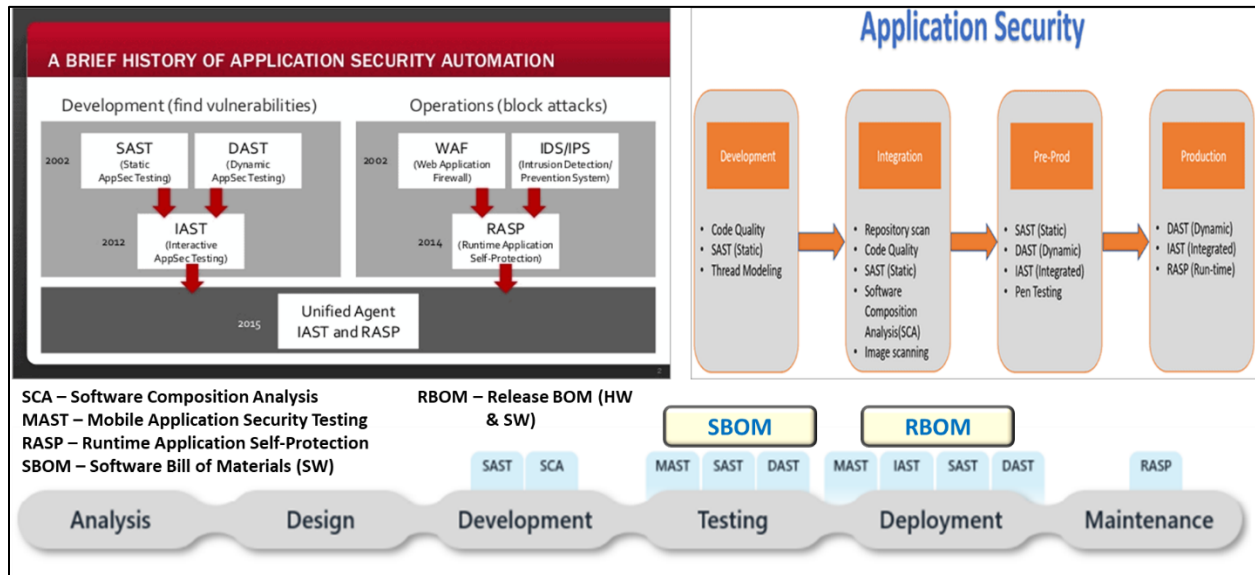 A BRIEF HISTORY OF APPLICATION SECURITY AUTOMATION
Development (find vulnerabilities)
Operations (block attacks)
2002
SAST
(Static
AppSec Testing)
DAST
(Dynamic
AppSec Testing)
2002
WAF
(Web Application
Firewall)
IDS/IPS
(Intrusion Detection/
Prevention System)
2012
IAST
(Interactive
AppSec Testing)
2014
RASP
(Runtime Application
Self-Protection)
2015
Unified Agent
IAST and RASP
2
Application Security
Development
• Code Quality
• SAST (Static)
• Thread Modeling
Integration
• Repository scan
• Code Quality
• SAST (Static)
• Software
Composition
Analysis(SCA)
• Image scanning
Pre-Prod
• SAST (Static)
• DAST (Dynamic)
• IAST (Integrated)
• Pen Testing
Production
• DAST (Dynamic)
• IAST (Integrated)
• RASP (Run-time)
SCA – Software Composition Analysis
MAST – Mobile Application Security Testing
RASP – Runtime Application Self-Protection
SBOM – Software Bill of Materials (SW)
RBOM – Release BOM (HW
& SW)
SBOM
RBOM
SAST
SCA
MAST
SAST
DAST
MAST
IAST
SAST
DAST
RASP
Analysis
Design
Development
Testing
Deployment
Maintenance